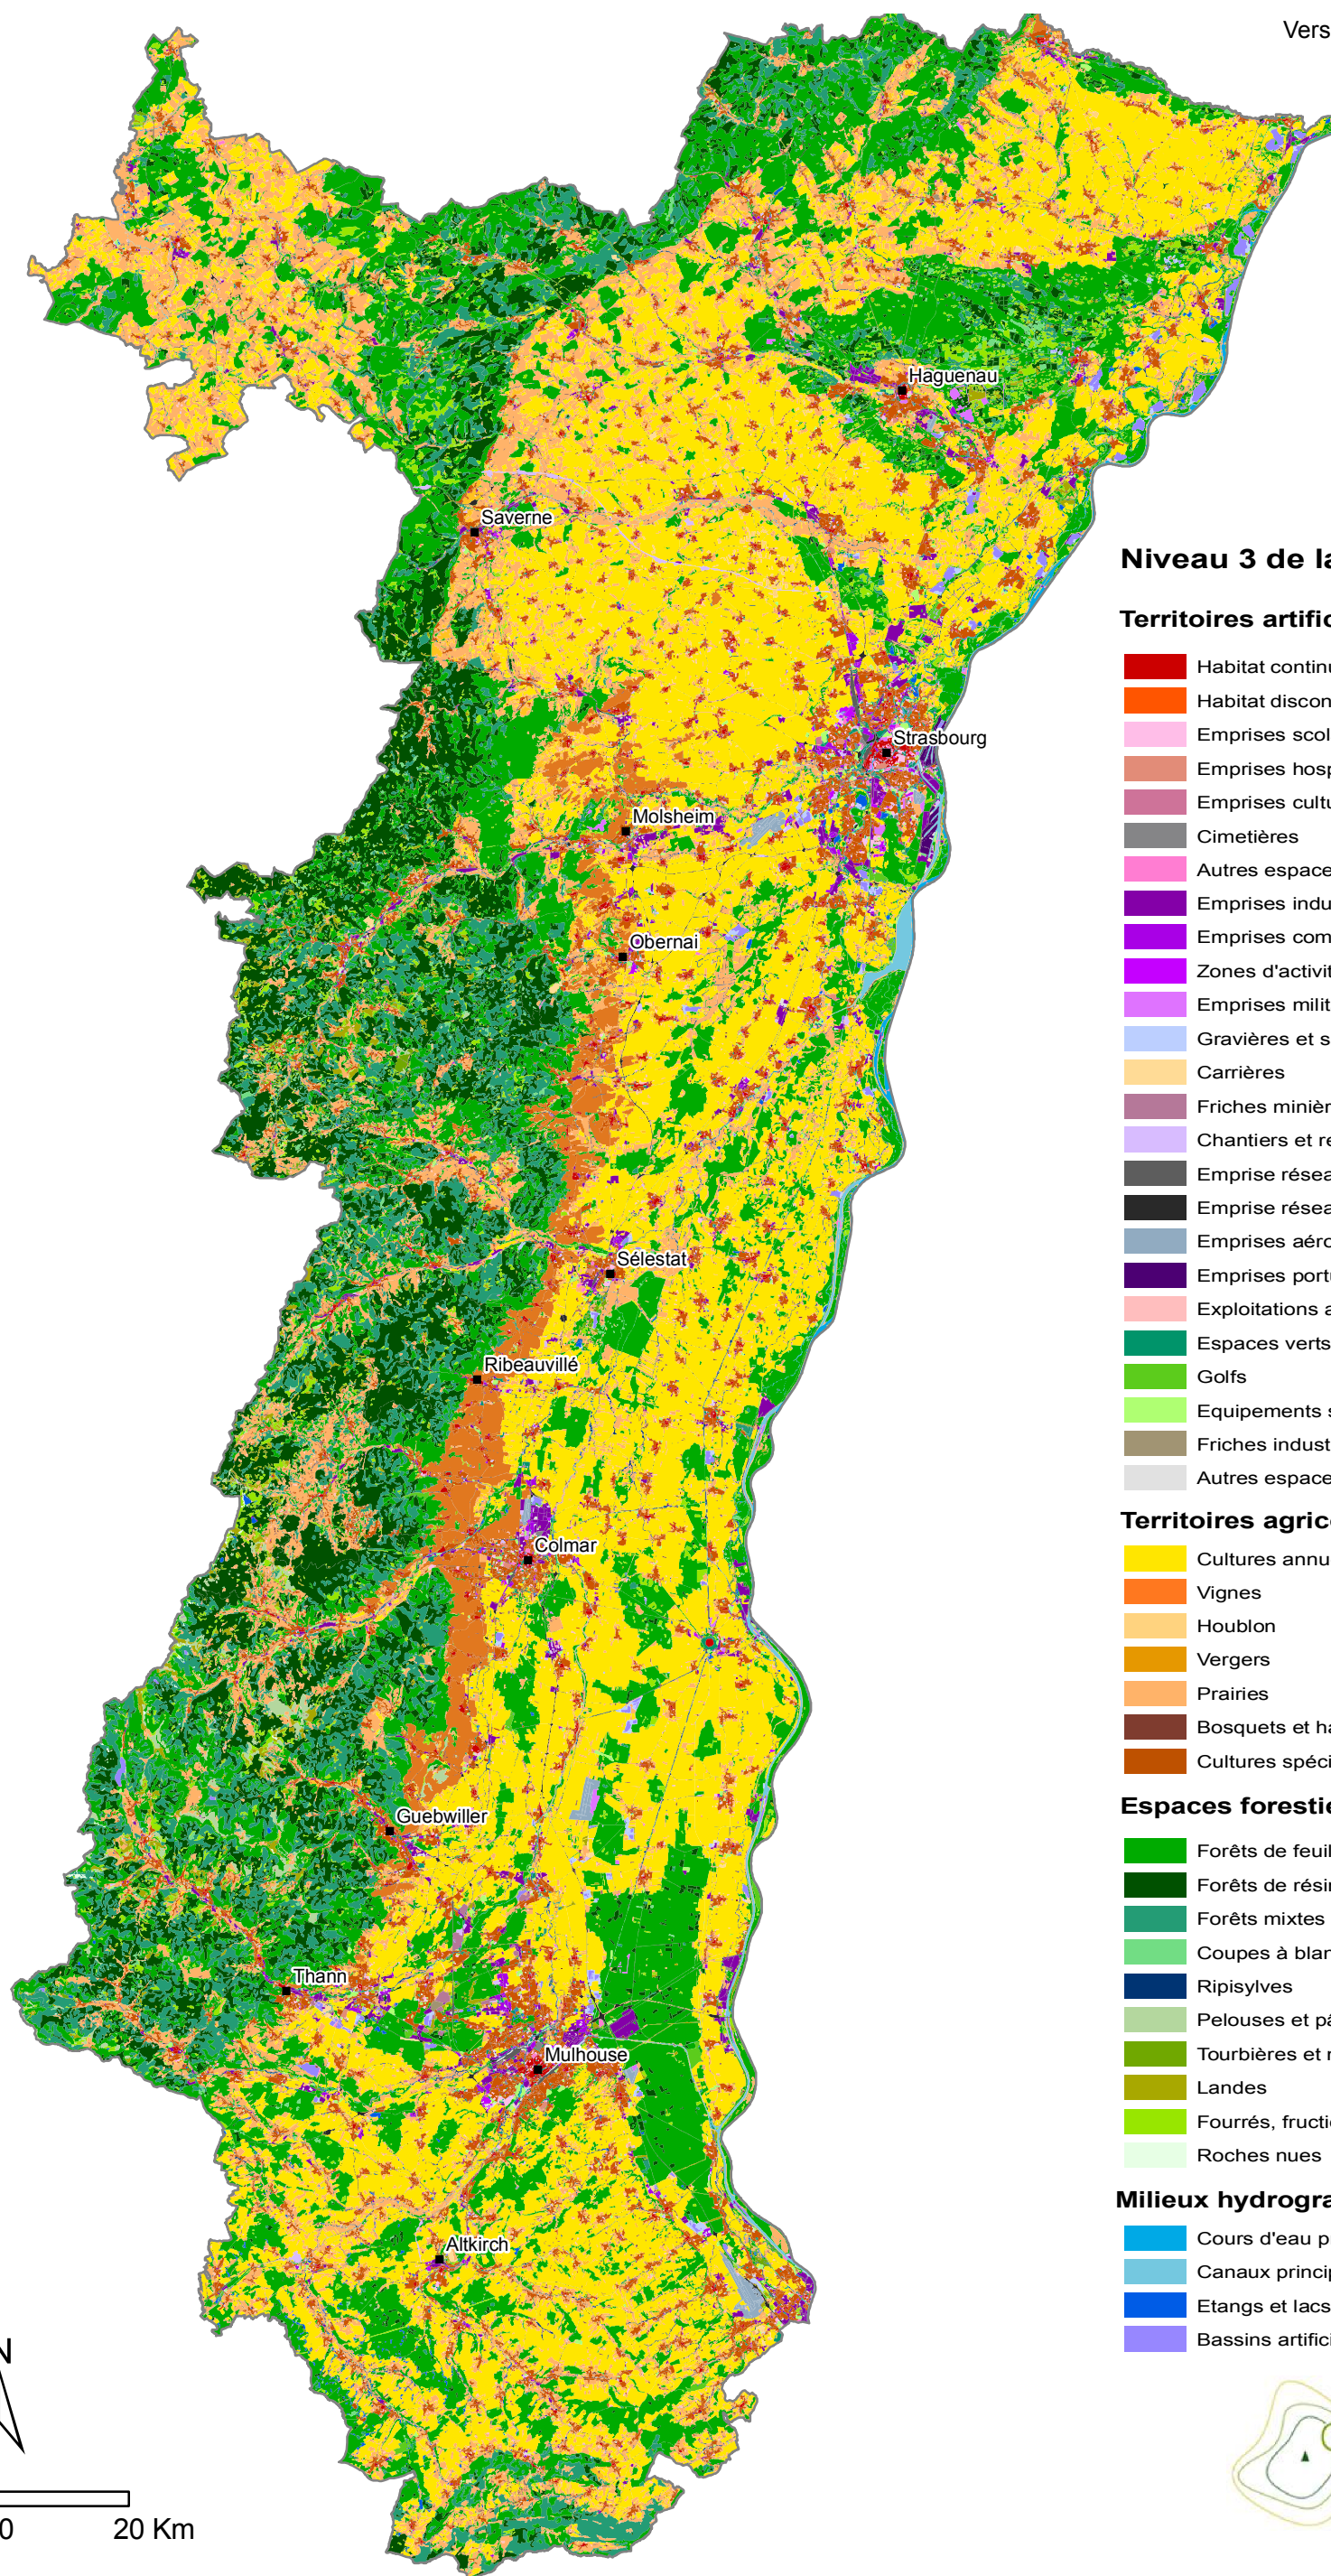 Vers
Haguenau
Saverne
Niveau 3 de la
Territoires artific
Habitat continu
Habitat discon
Emprises scol
Strasbourg
Emprises hosp
Emprises cultu
Molsheim
Cimetières
Autres espace
Emprises indu
Obernai
Emprises com
Zones d'activit
Emprises milit
Gravières et s
Carrières
Friches minièr
Chantiers et re
Emprise résea
Emprise résea
Emprises aéro
Sélestat
Emprises portu
Exploitations a
Espaces verts
Ribeauvillé
Golfs
Equipements s
Friches indust
Autres espace
Territoires agrico
Colmar
Cultures annu
Vignes
Houblon
Vergers
Prairies
Bosquets et ha
Cultures spéci
Espaces forestie
Guebwiller
Forêts de feuil
Forêts de résin
Forêts mixtes
Coupes à blan
Thann
Ripisylves
Pelouses et pâ
Mulhouse
Tourbières et m
Landes
Fourrés, fructi
Roches nues
Milieux hydrogra
Cours d'eau p
Altkirch
Canaux princip
Etangs et lacs
Bassins artifici
N
0 20 Km